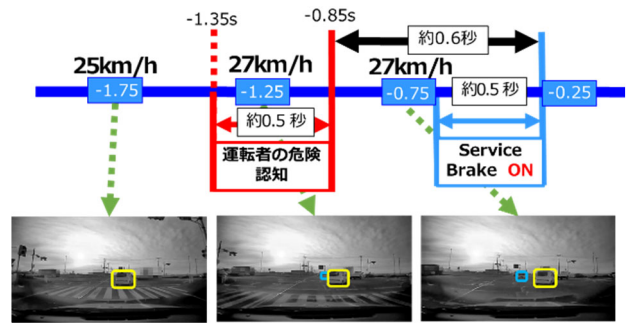 -1.35s
-0.85s
約0.6秒
25km/h
27km/h
27km/h
-1.75
-1.25
-0.75
約0.5秒
-0.25
約0.5秒
運転者の危険
認知
Service
Brake ON